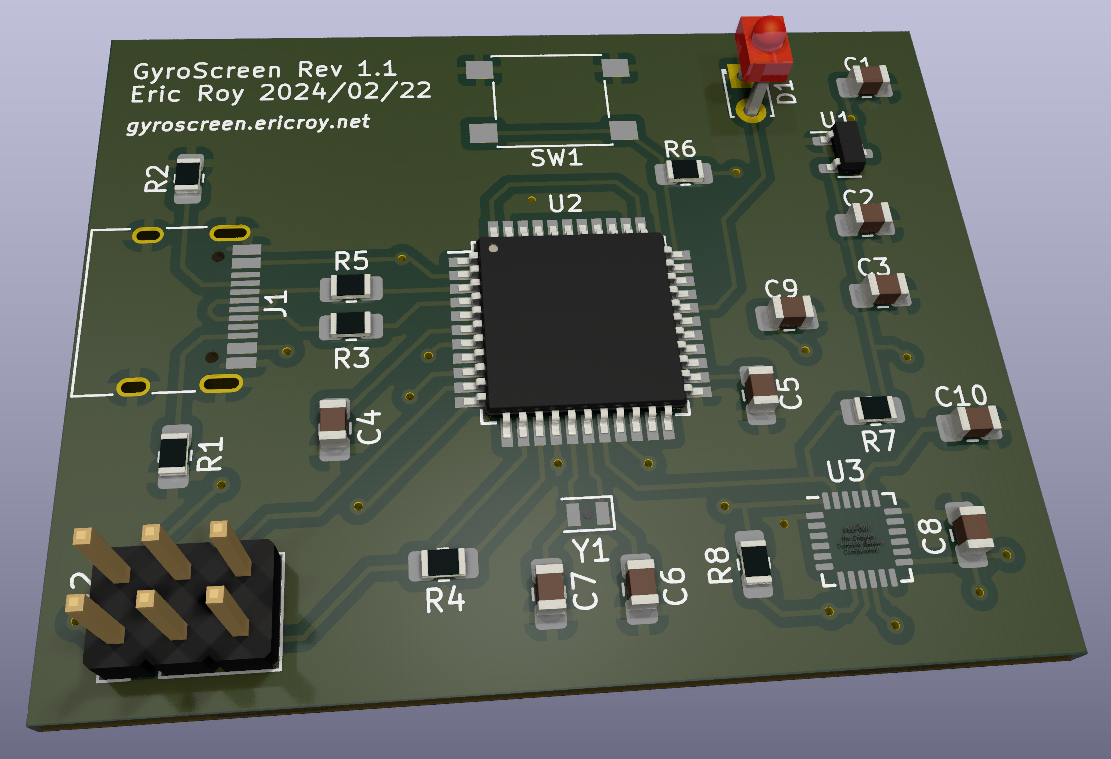 GyroScreen Rev 1.1
Eric Roy 2024/02/22
gyroscreen.ericroy.net
C1
D1
U1
SW1
R6
R2
C2
U2
R5
C3
J1
C9
R3
C5
C10
C4
R7
R1
U3
C8
Y1
R8
2
R4
C7
C6